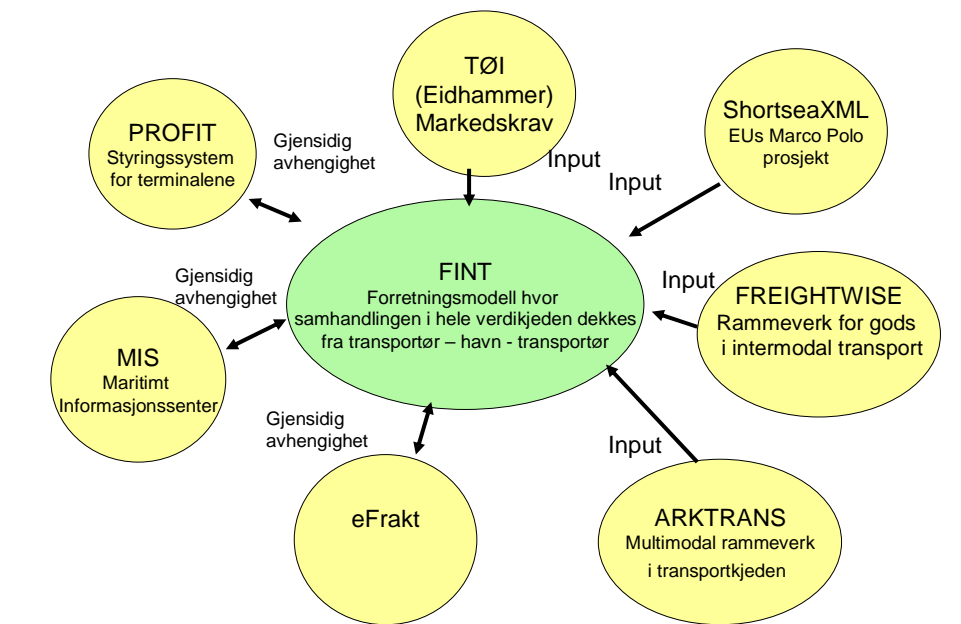 TØI
(Eidhammer)
Markedskrav
Input
ShortseaXML
EUs Marco Polo
prosjekt
Input
PROFIT
Styringssystem
for terminalene
Gjensidig
avhengighet
FINT
Forretningsmodell hvor
samhandlingen i hele verdikjeden dekkes
fra transportør – havn - transportør
Input
FREIGHTWISE
Rammeverk for gods
i intermodal transport
Gjensidig
avhengighet
MIS
Maritimt
Informasjonssenter
Gjensidig
avhengighet
eFrakt
Input
ARKTRANS
Multimodal rammeverk
i transportkjeden